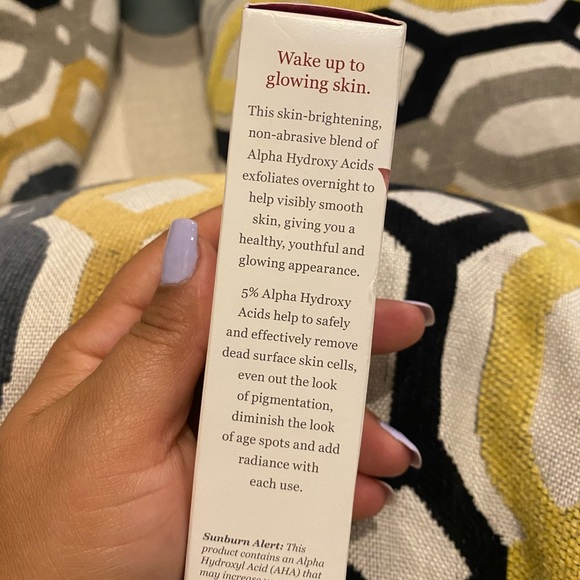 Wake up to
glowing skin.
This skin-brightening,
non-abrasive blend of
Alpha Hydroxy Acids
exfoliates overnight to
help visibly smooth
skin, giving you a
healthy, youthful and
glowing appearance.
5% Alpha Hydroxy
Acids help to safely
and effectively remove
dead surface skin cells,
even out the look
of pigmentation,
diminish the look
of age spots and add
radiance with
each use.
Sunburn Alert: This
product contains an Alpha
Hydroxyl Acid (AHA) that
may increase